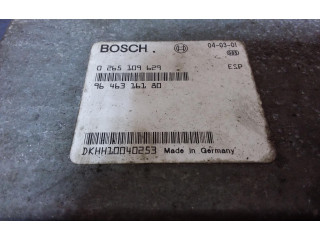 BOSCH.
04-03-01
0 265 109 629 ESP
96 463 161 80
DKHH10040253 Made in Germany